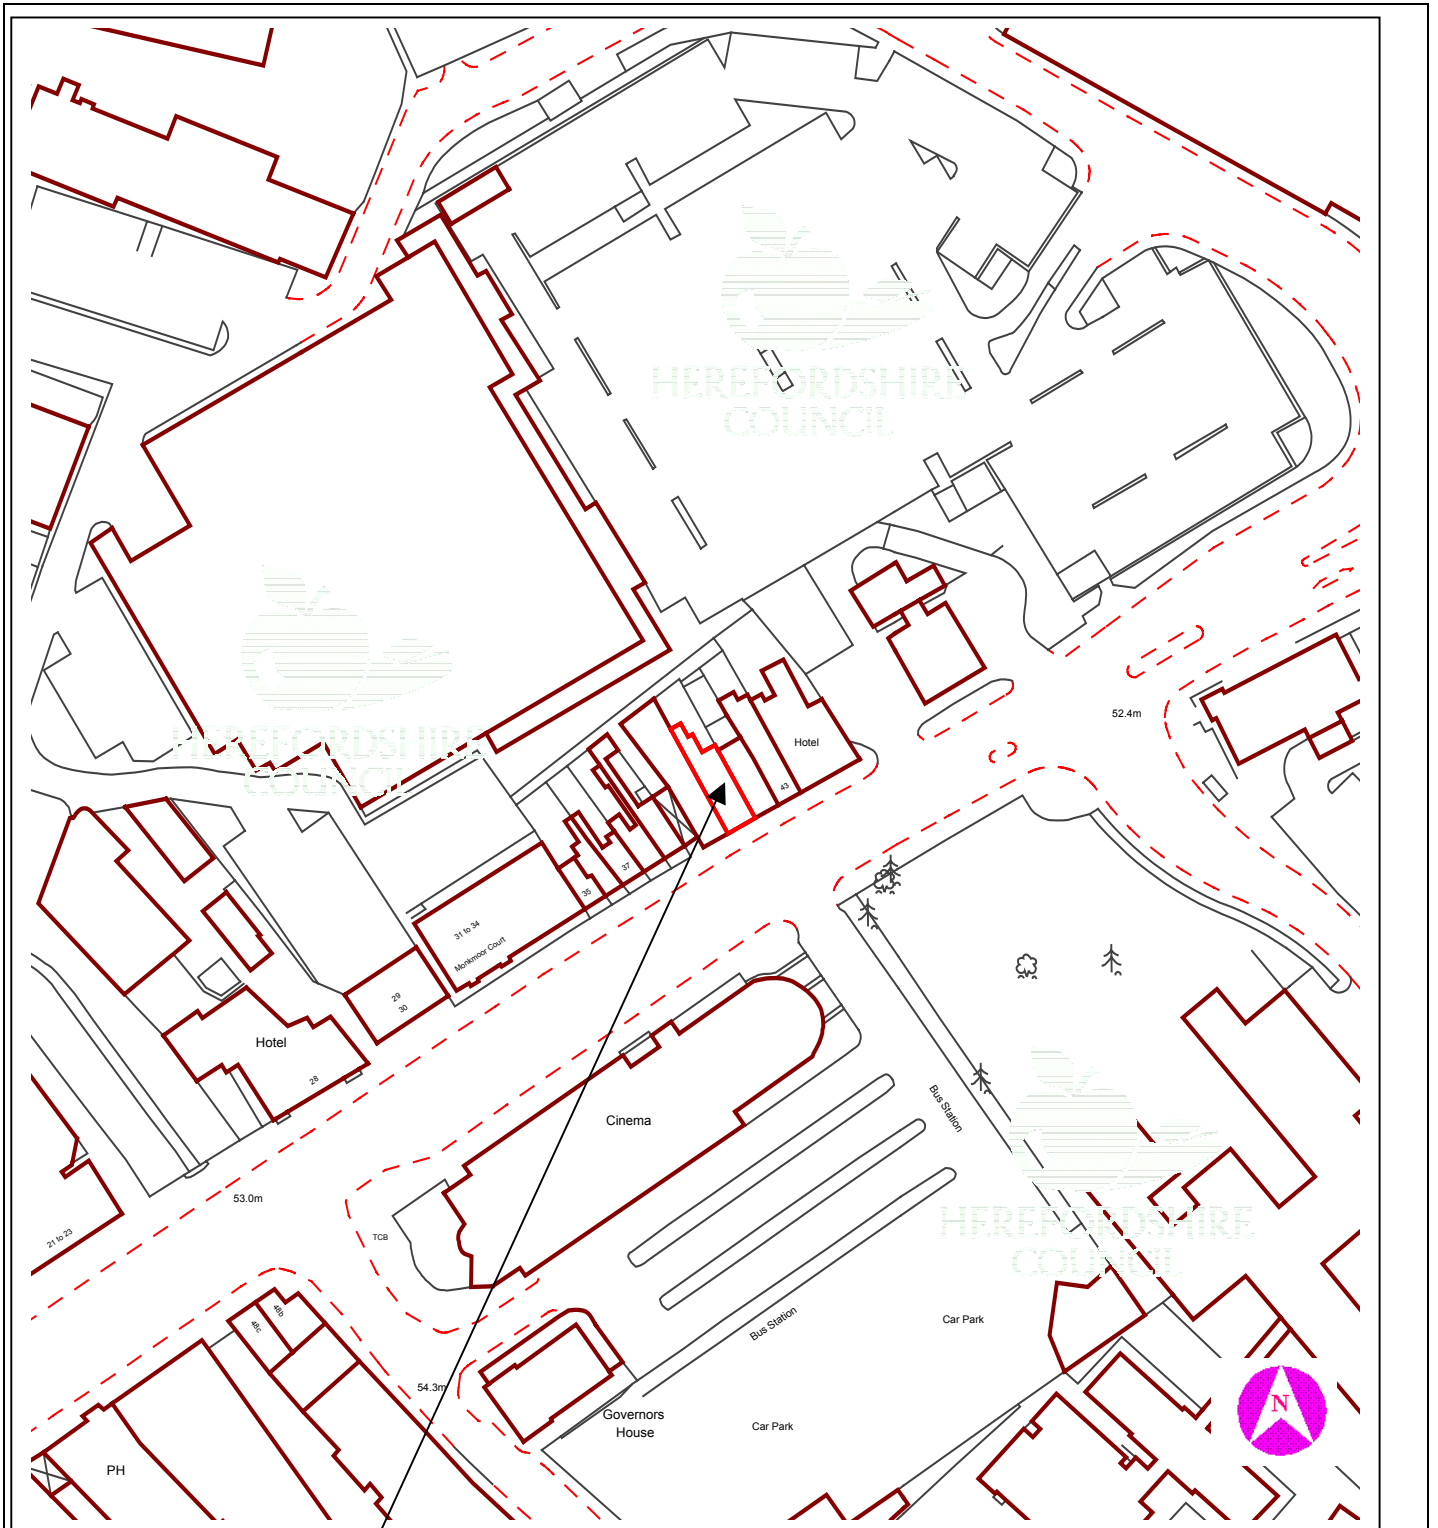 HEREFORDSHIRE
COUNCIL
HEREFORDSHIRE
COUNCIL
52.4m
Hotel
43
37
35
31 to 34
Monkmoor Court
29
30
Hotel
28
Cinema
Bus Station
HEREFORDSHIRE
COUNCIL
53.0m
21 to 23
TCB
48b
48c
Bus Station
Car Park
54.3m
Governors
House
Car Park
PH
N